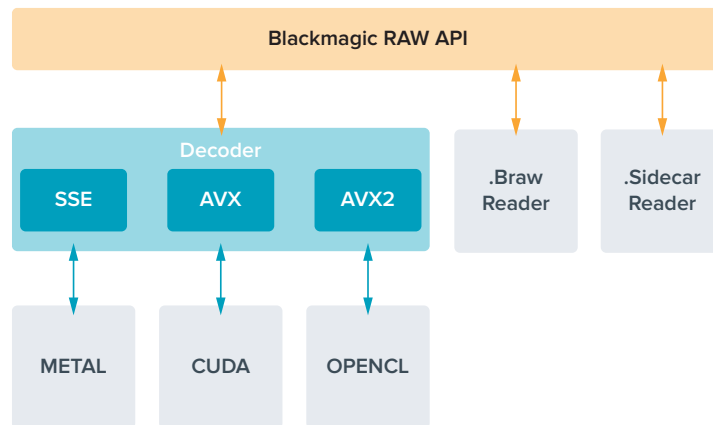 Blackmagic RAW API
Decoder
SSE
AVX
AVX2
.Braw
Reader
.Sidecar
Reader
METAL
CUDA
OPENCL